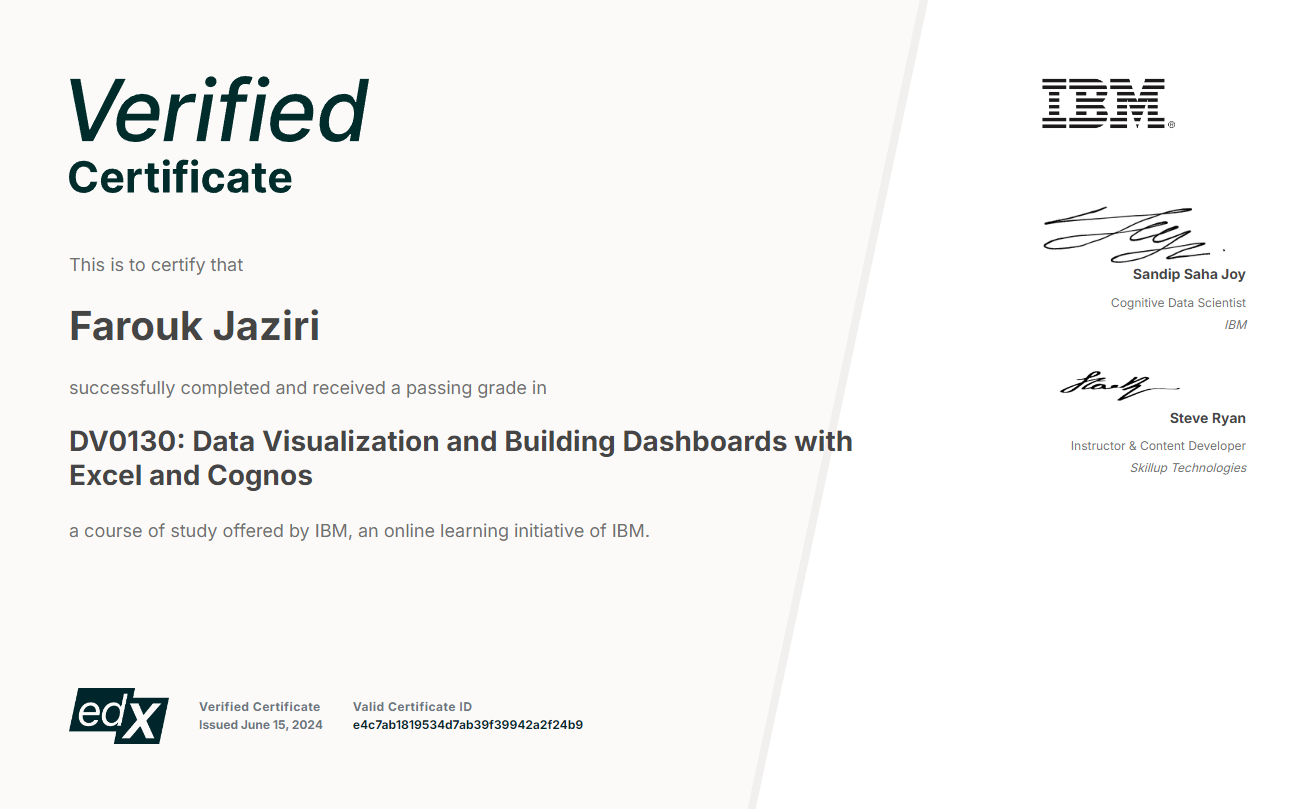 Verified
Certificate
This is to certify that
Farouk Jaziri
successfully completed and received a passing grade in
DV0130: Data Visualization and Building Dashboards with
Excel and Cognos
a course of study offered by IBM, an online learning initiative of IBM.
edX
Verified Certificate
Issued June 15, 2024
Valid Certificate ID
e4c7ab1819534d7ab39f39942a2f24b9
IBM®
Sandip Saha Joy
Cognitive Data Scientist
IBM
Steve Ryan
Instructor & Content Developer
Skillup Technologies